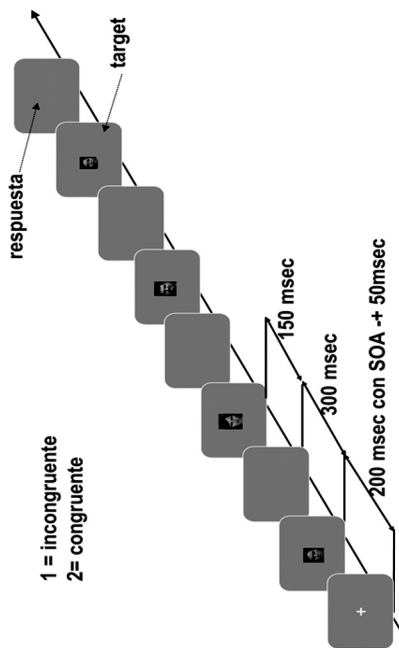 respuesta
target
1 = incongruente
2= congruente
150 msec
300 msec
200 msec con SOA -+ 50msec
+